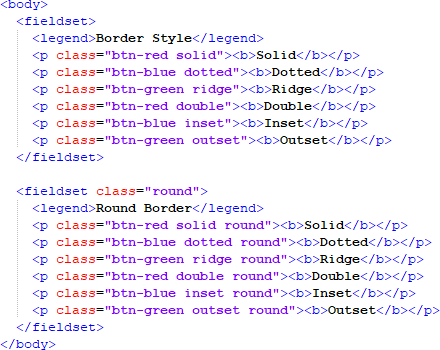 <body>
<fieldset>
<legend>Border Style</legend>
<p class="btn-red solid"><b>Solid</b></p>
<p class="btn-blue dotted"><b>Dotted</b></p>
<p class="btn-green ridge"><b>Ridge</b></p>
<p class="btn-red double"><b>Double</b></p>
<p class="btn-blue inset"><b>Inset</b></p>
<p class="btn-green outset"><b>Outset</b></p>
</fieldset>
<fieldset class="round">
<legend>Round Border</legend>
<p class="btn-red solid round"><b>Solid</b></p>
<p class="btn-blue dotted round"><b>Dotted</b></p>
<p class="btn-green ridge round"><b>Ridge</b></p>
<p class="btn-red double round"><b>Double</b></p>
<p class="btn-blue inset round"><b>Inset</b></p>
<p class="btn-green outset round"><b>Outset</b></p>
</fieldset>
</body>